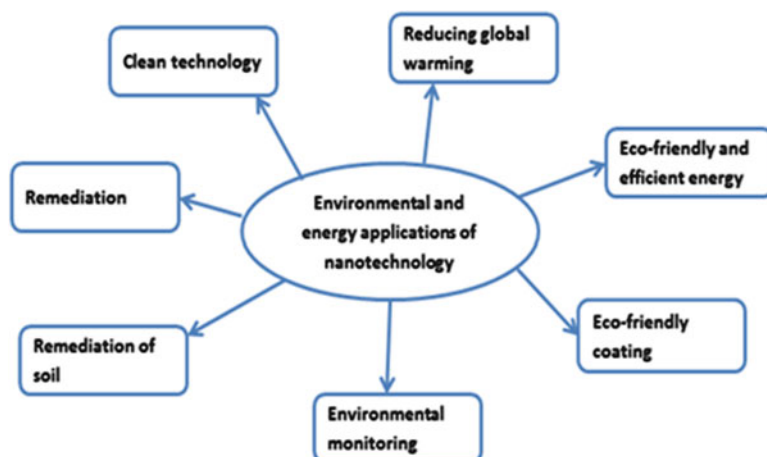 Clean technology
Reducing global
warming
Eco-friendly and
efficient energy
Remediation
Environmental and
energy applications of
nanotechnology
Remediation of
soil
Eco-friendly
coating
Environmental
monitoring